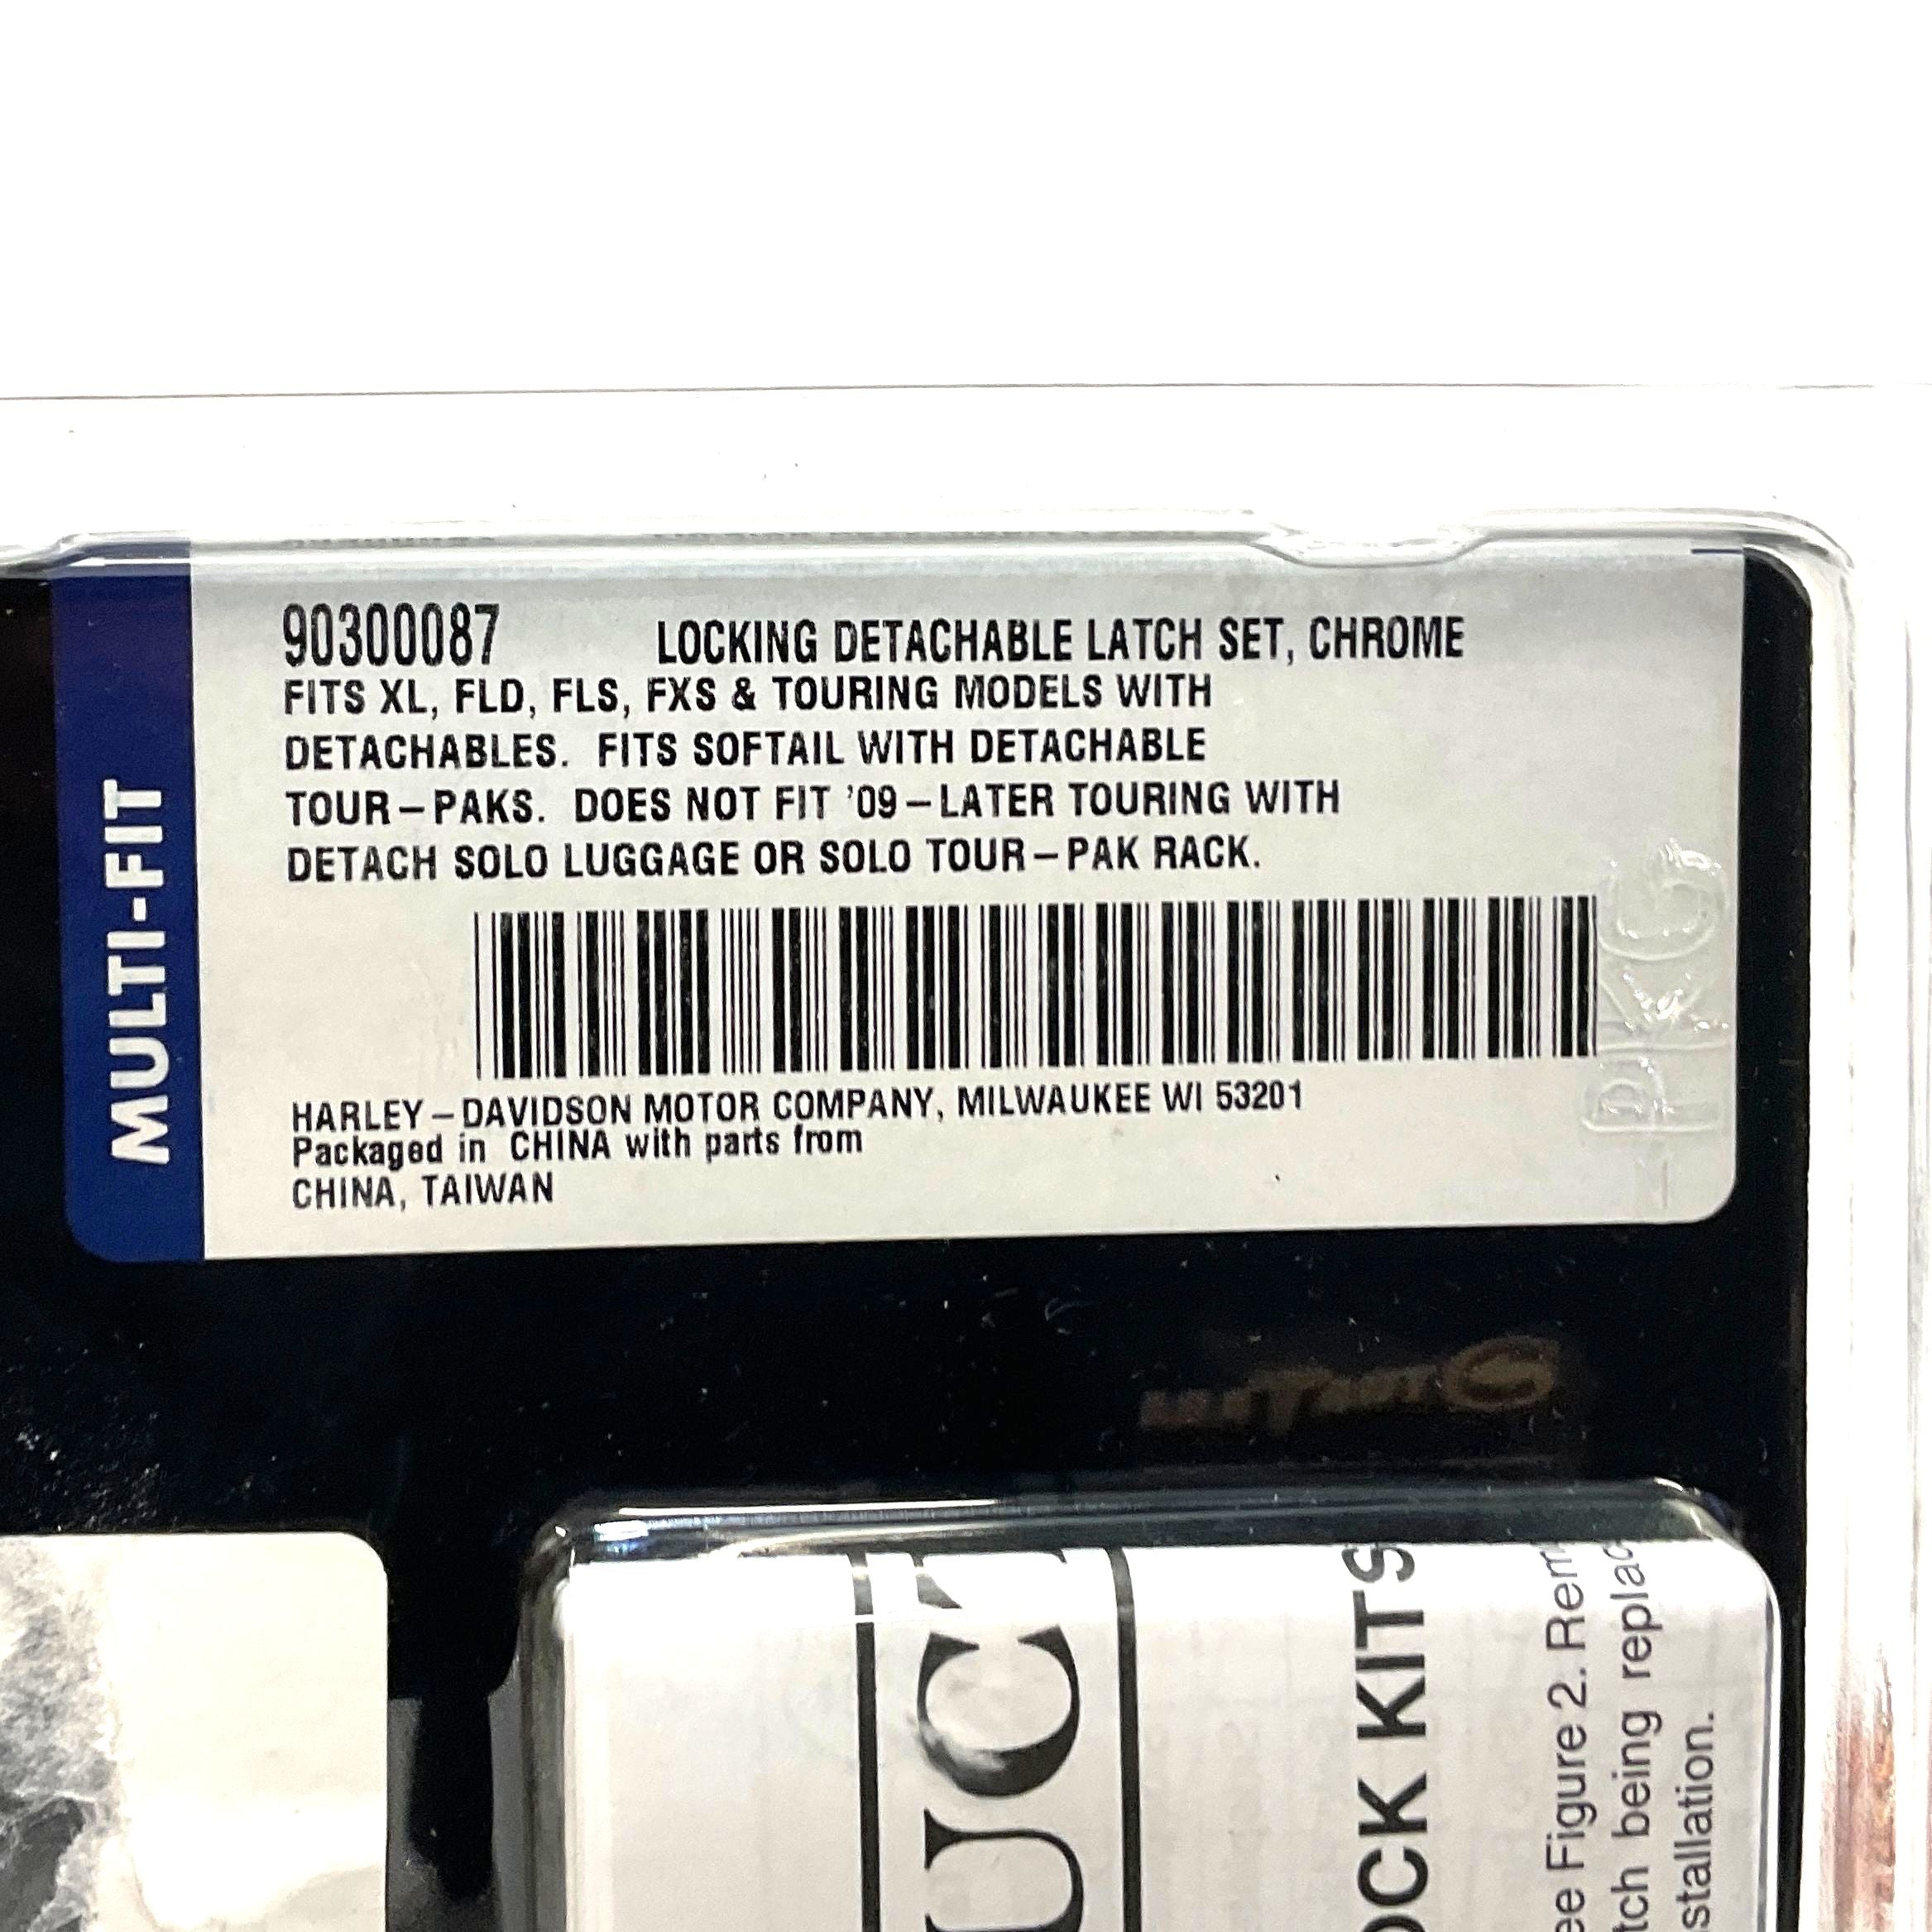 MULTI-FIT
90300087 LOCKING DETACHABLE LATCH SET, CHROME
FITS XL, FLD, FLS, FXS & TOURING MODELS WITH
DETACHABLES. FITS SOFTAIL WITH DETACHABLE
TOUR-PAKS. DOES NOT FIT '09-LATER TOURING WITH
DETACH SOLO LUGGAGE OR SOLO TOUR-PAK RACK.
HARLEY-DAVIDSON MOTOR COMPANY, MILWAUKEE WI 53201
Packaged in CHINA with parts from
CHINA, TAIWAN
PKG
UCT
OCK KITS
ee Figure 2. Rem
tch being replac
stallation.